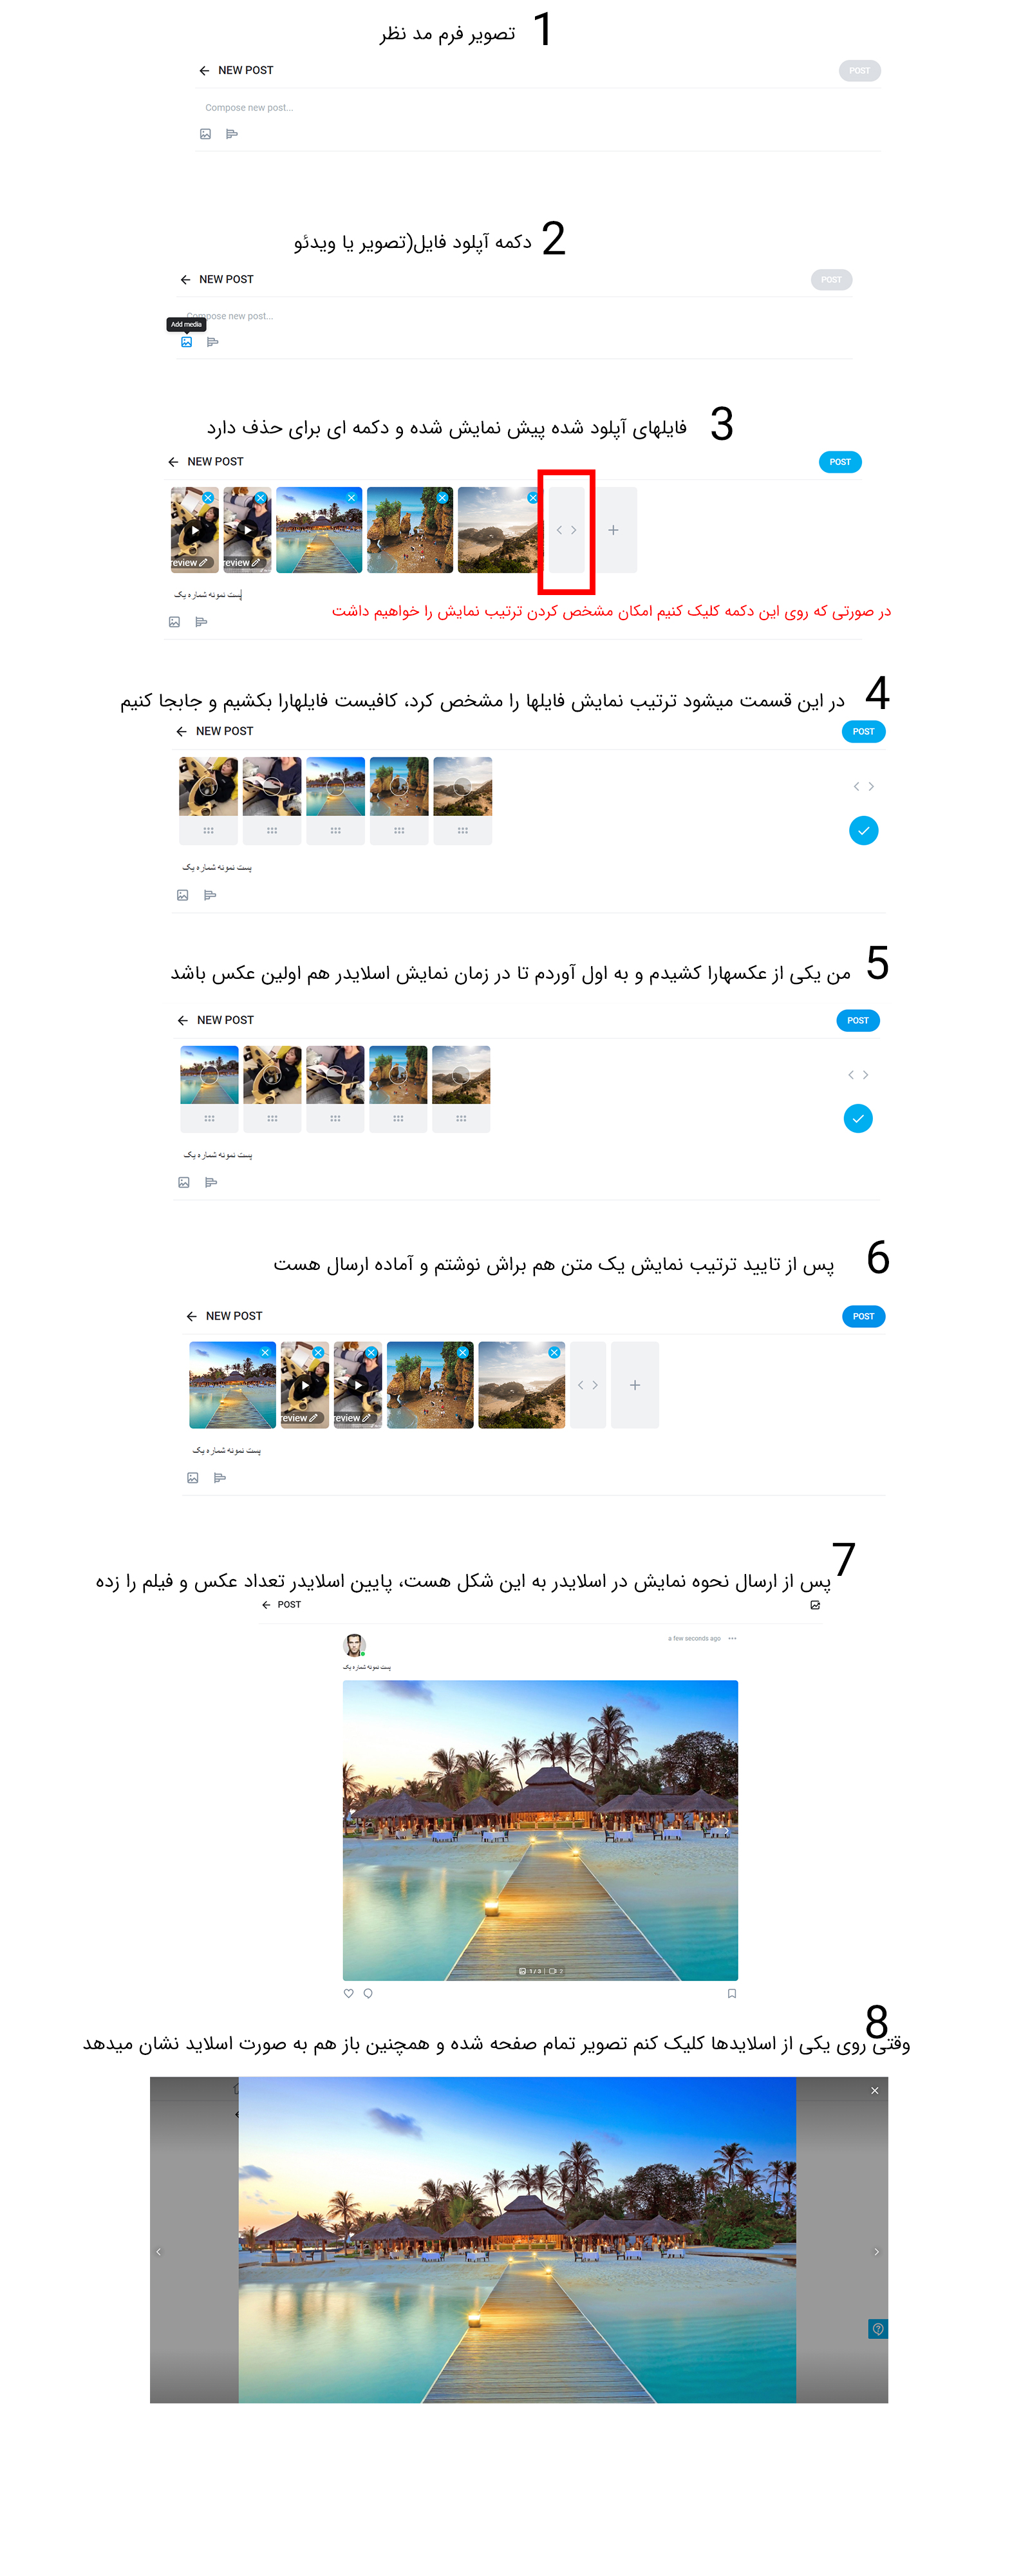 1
تصویر فرم مد نظر
NEW POST
POST
Compose new post...
2
دکمه آپلود فایل(تصویر یا ویدئو
NEW POST
POST
Compose new post...
Add media
3
فایلهای آپلود شده پیش نمایش شده و دکمه ای برای حذف دارد
NEW POST
POST
review
review
پست نمونه شماره یک
در صورتی که روی این دکمه کلیک کنیم امکان مشخص کردن ترتیب نمایش را خواهیم داشت
4
در این قسمت میشود ترتیب نمایش فایلها را مشخص کرد، کافیست فایلهارا بکشیم و جابجا کنیم
NEW POST
POST
پست نمونه شماره یک
5
من یکی از عکسهارا کشیدم و به اول آوردم تا در زمان نمایش اسلایدر هم اولین عکس باشد
NEW POST
POST
پست نمونه شماره یک
6
پس از تایید ترتیب نمایش یک متن هم براش نوشتم و آماده ارسال هست
NEW POST
POST
review
review
پست نمونه شماره یک
7
پس از ارسال نحوه نمایش در اسلایدر به این شکل هست، پایین اسلایدر تعداد عکس و فیلم را زده
POST
a few seconds ago
پست نمونه شماره یک
1 / 3 | 2
8
وقتی روی یکی از اسلایدها کلیک کنم تصویر تمام صفحه شده و همچنین باز هم به صورت اسلاید نشان میدهد